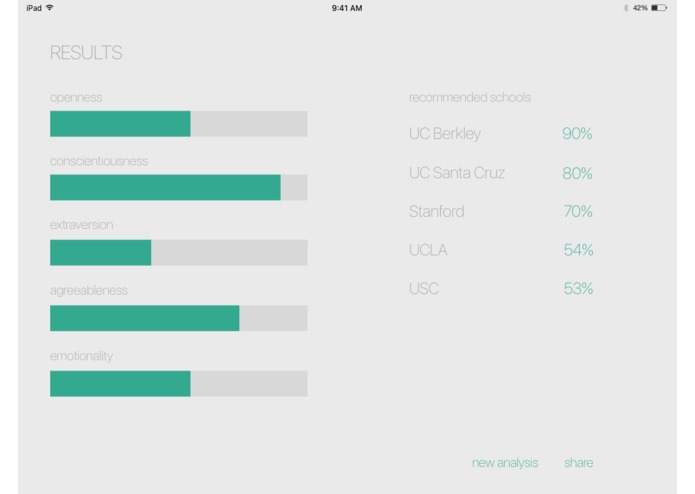 iPad 9:41 AM 42%
RESULTS
openness
conscientiousness
extraversion
agreeableness
emotionality
recommended schools
UC Berkley 90%
UC Santa Cruz 80%
Stanford 70%
UCLA 54%
USC 53%
new analysis share